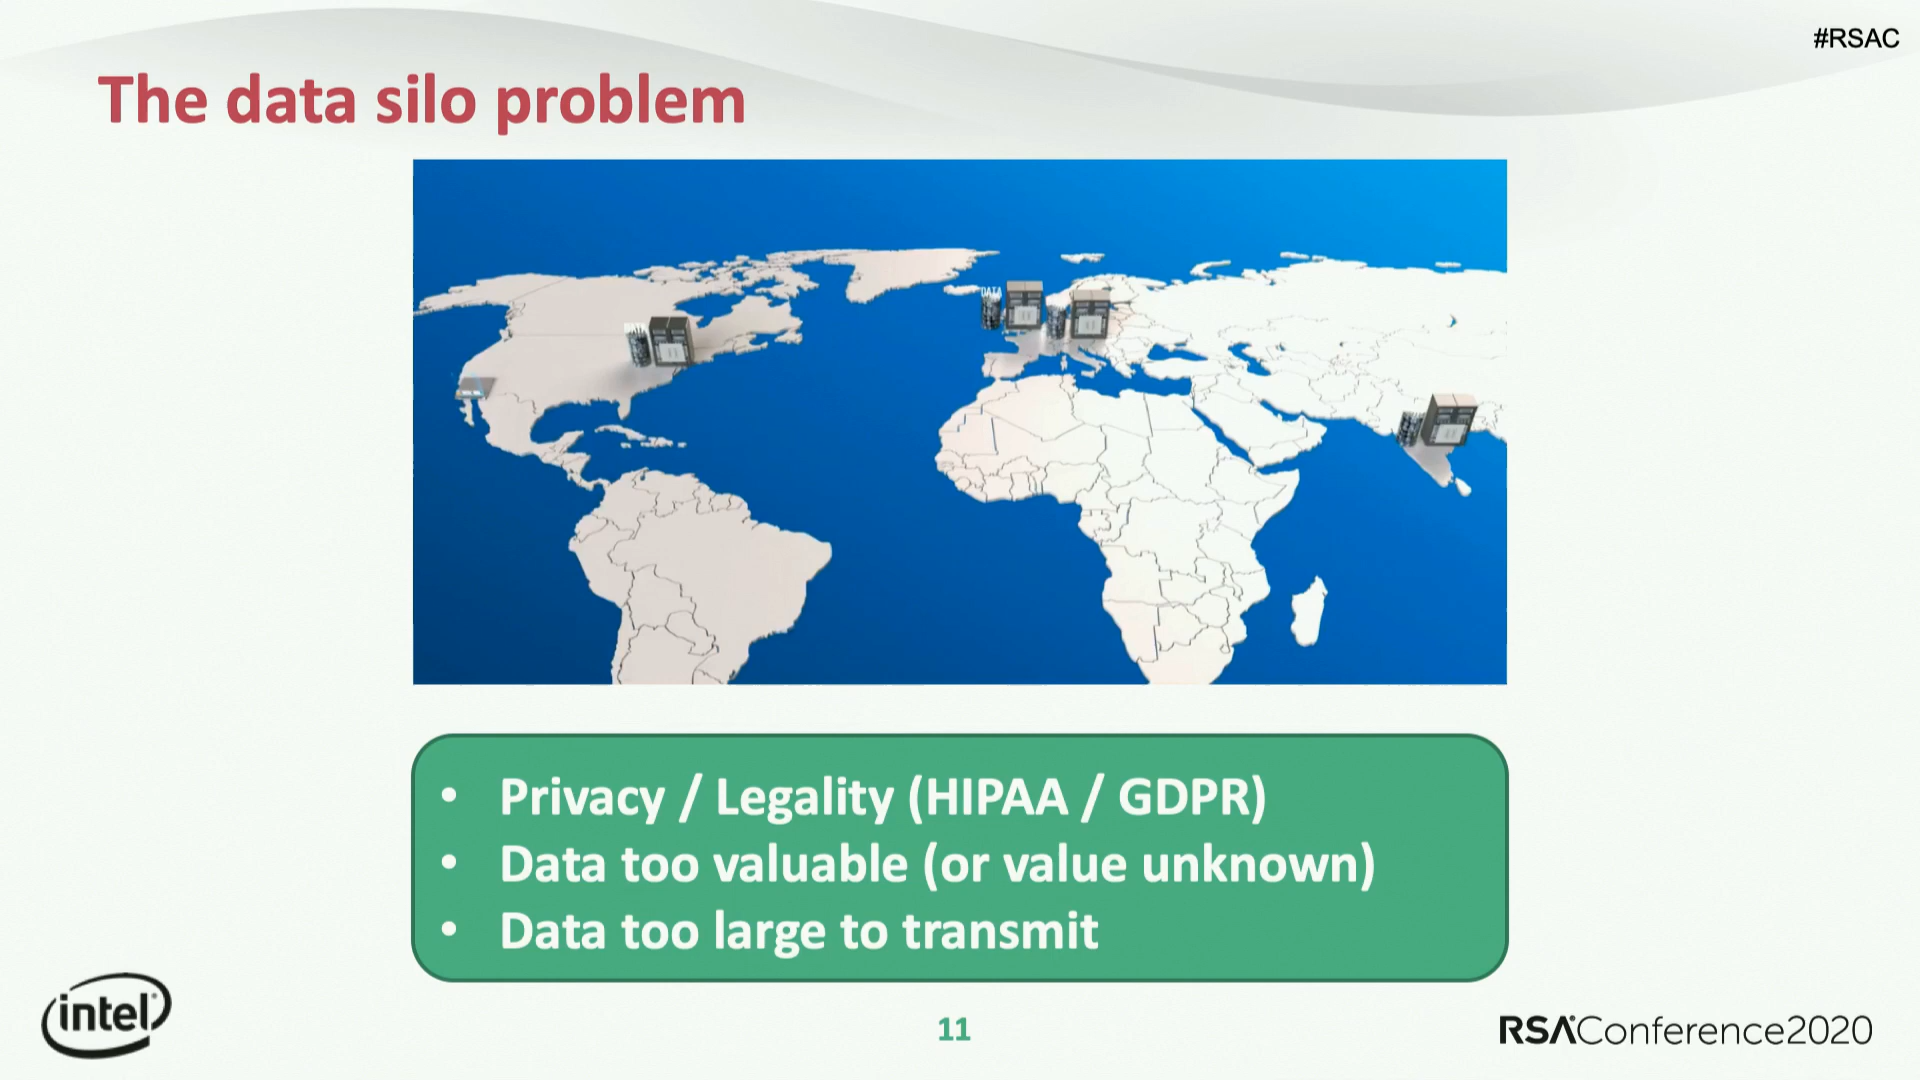 #RSAC
The data silo problem
DATA
• Privacy / Legality (HIPAA / GDPR)
• Data too valuable (or value unknown)
• Data too large to transmit
intel
11
RSAConference2020